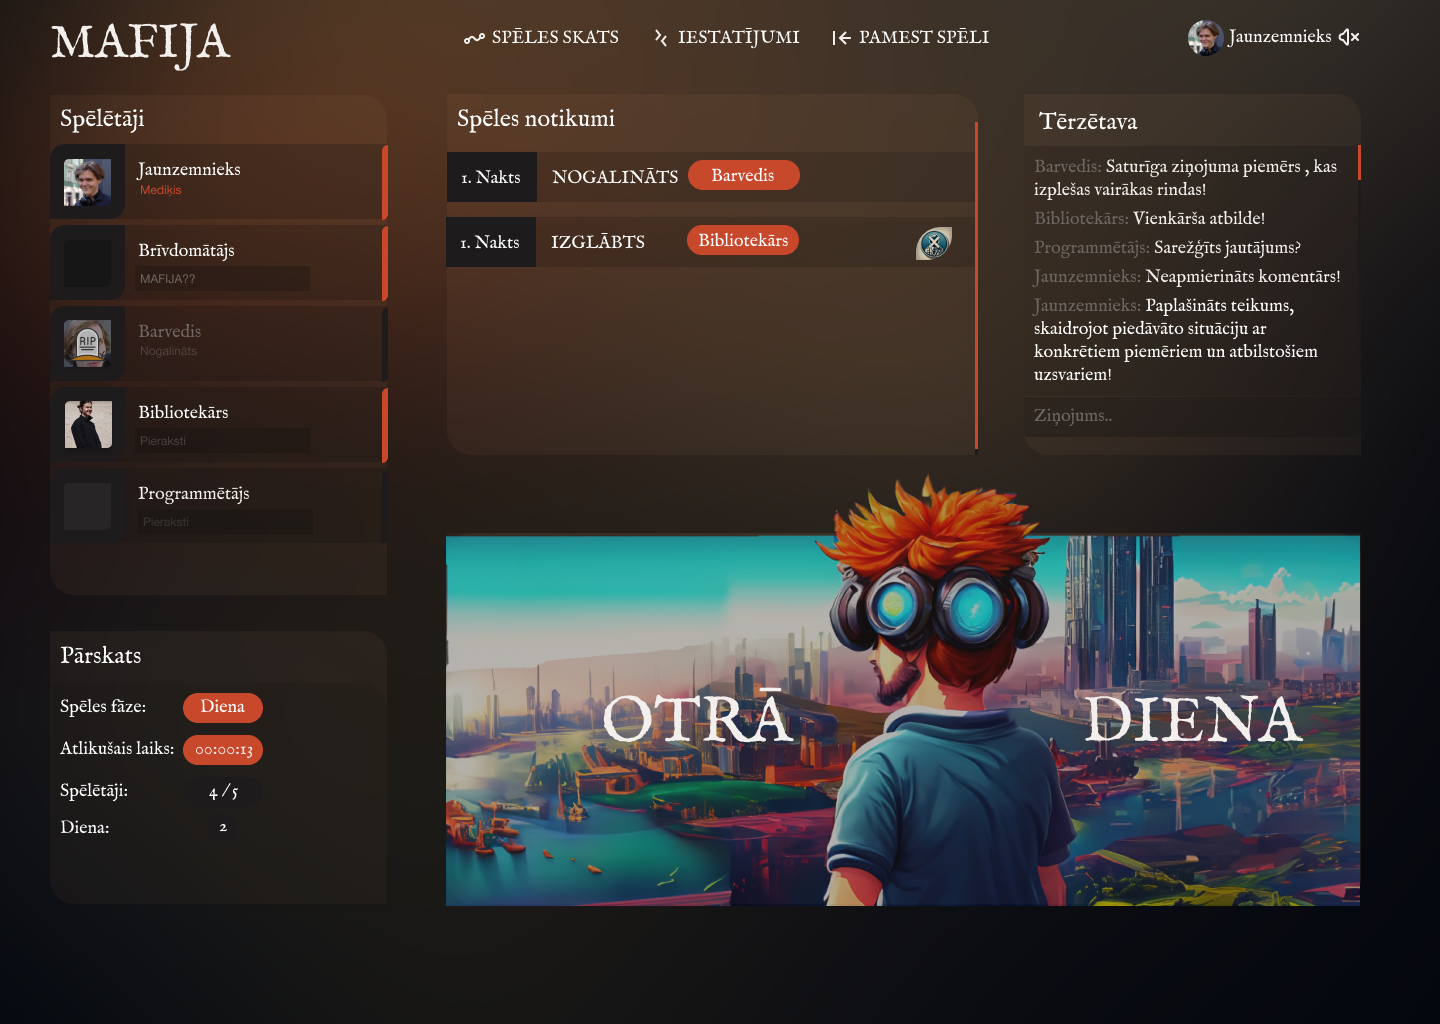 MAFIJA
SPĒLES SKATS
IESTATĪJUMI
PAMEST SPĒLI
Jaunzemnieks
Spēlētāji
Jaunzemnieks
Mediķis
Brīvdomātājs
MAFIJA??
Barvedis
Nogalināts
RIP
Bibliotekārs
Pieraksti
Programmētājs
Pieraksti
Spēles notikumi
1. Nakts NOGALINĀTS Barvedis
1. Nakts IZGLĀBTS Bibliotekārs
Tērzētava
Barvedis: Saturīga ziņojuma piemērs , kas
izplešas vairākas rindas!
Bibliotekārs: Vienkārša atbilde!
Programmētājs: Sarežģīts jautājums?
Jaunzemnieks: Neapmierināts komentārs!
Jaunzemnieks: Paplašināts teikums,
skaidrojot piedāvāto situāciju ar
konkrētiem piemēriem un atbilstošiem
uzsvariem!
Ziņojums..
Pārskats
Spēles fāze: Diena
Atlikušais laiks: 00:00:13
Spēlētāji: 4 /5
Diena: 2
OTRĀ DIENA